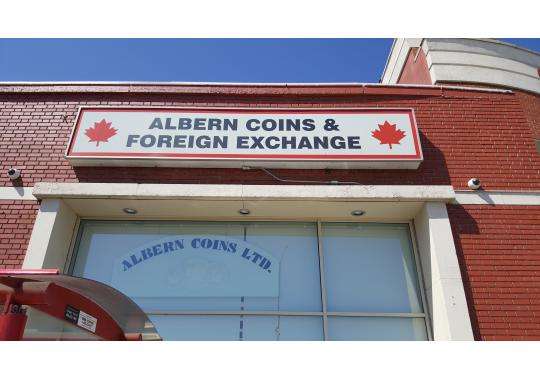 ALBERN COINS &
FOREIGN EXCHANGE
ALBERN COINS LTD.